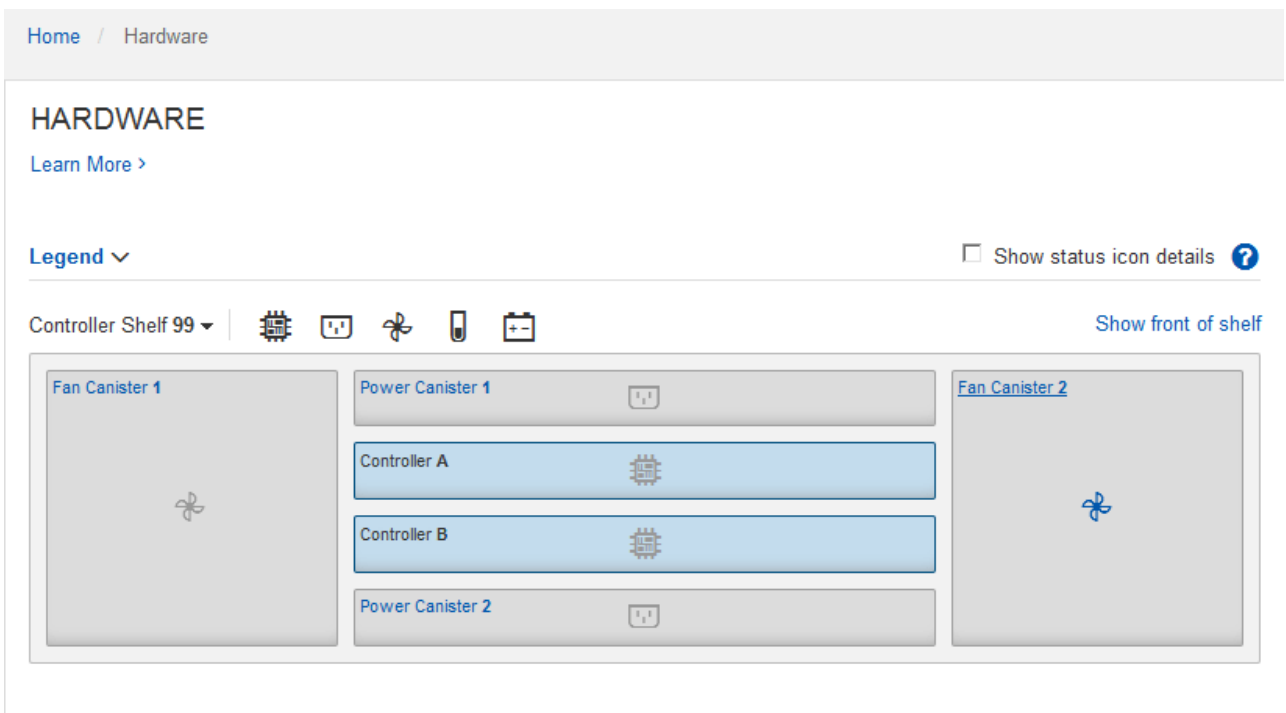 Home / Hardware
HARDWARE
Learn More >
Legend
Show status icon details ?
Controller Shelf 99
Show front of shelf
Fan Canister 1
Power Canister 1
Fan Canister 2
Controller A
Controller B
Power Canister 2